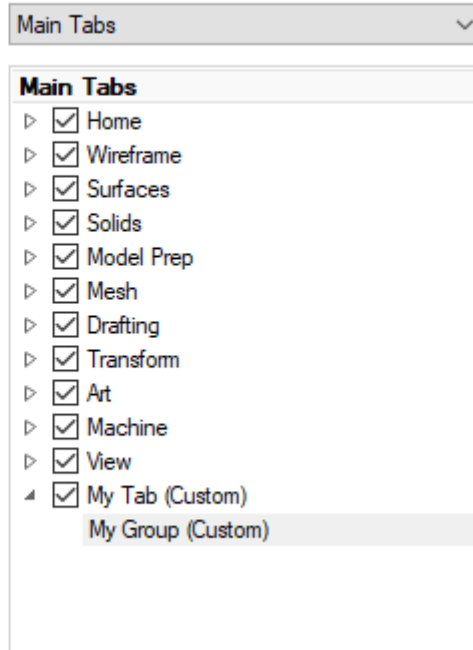 Main Tabs
Main Tabs
Home
Wireframe
Surfaces
Solids
Model Prep
Mesh
Drafting
Transform
Art
Machine
View
My Tab (Custom)
My Group (Custom)